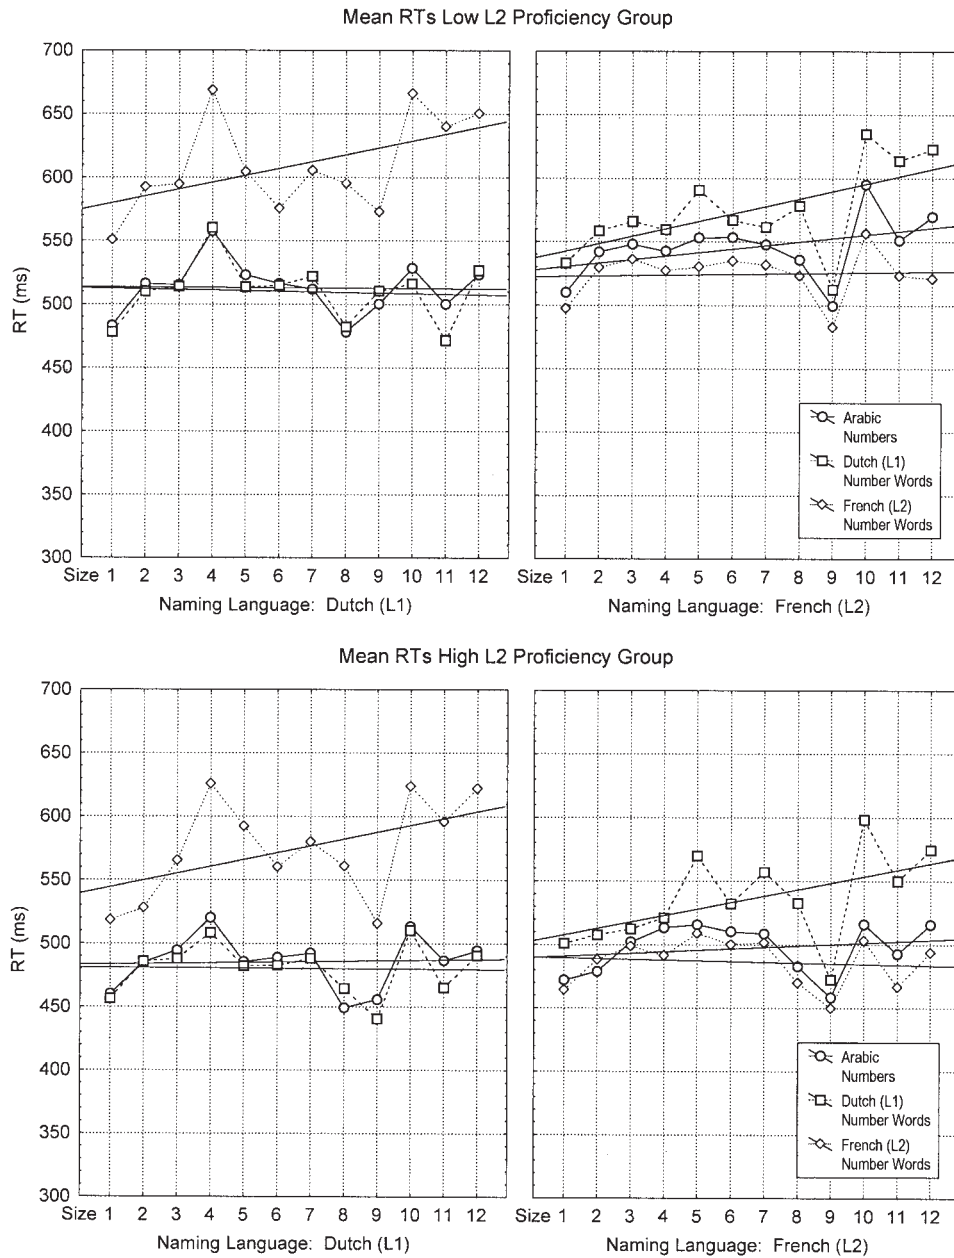 Mean RTs Low L2 Proficiency Group
700
650
600
550
500
450
400
350
300
RT (ms)
Size 1 2 3 4 5 6 7 8 9 10 11 12
Naming Language: Dutch (L1)
Arabic
Numbers
Dutch (L1)
Number Words
French (L2)
Number Words
Size 1 2 3 4 5 6 7 8 9 10 11 12
Naming Language: French (L2)
Mean RTs High L2 Proficiency Group
700
650
600
550
500
450
400
350
300
RT (ms)
Size 1 2 3 4 5 6 7 8 9 10 11 12
Naming Language: Dutch (L1)
Arabic
Numbers
Dutch (L1)
Number Words
French (L2)
Number Words
Size 1 2 3 4 5 6 7 8 9 10 11 12
Naming Language: French (L2)